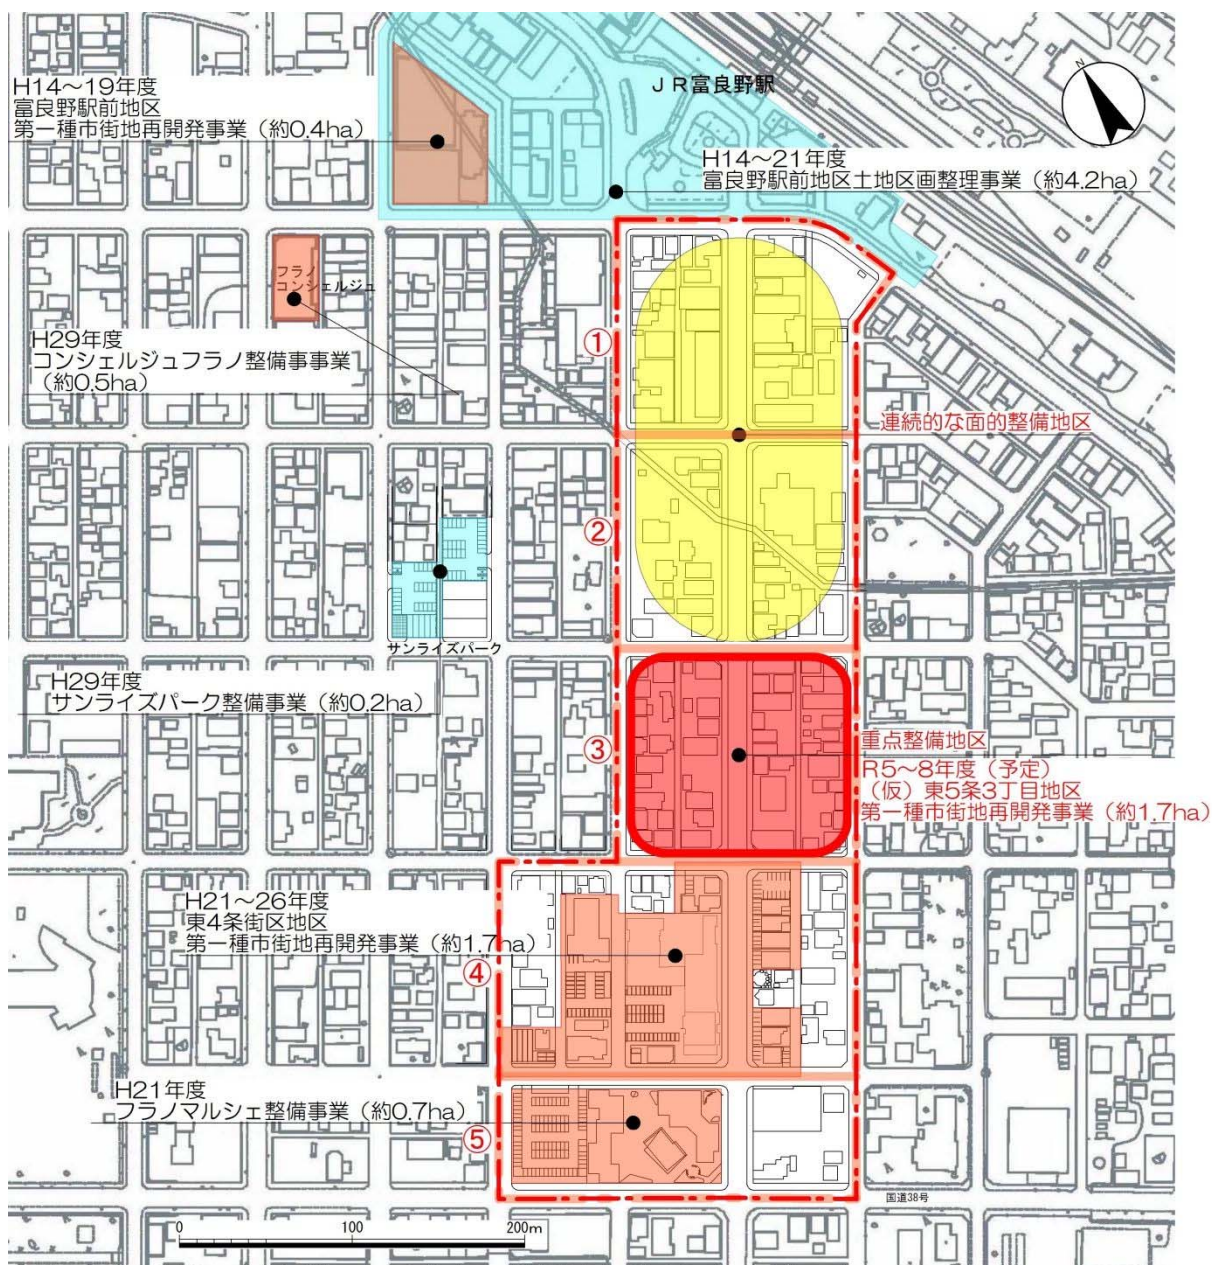 H14～19年度
富良野駅前地区
第一種市街地再開発事業（約0.4ha）
ＪＲ富良野駅
N
H14～21年度
富良野駅前地区土地区画整理事業（約4.2ha）
フラノ
コンシェルジュ
H29年度
コンシェルジュフラノ整備事事業
（約0.5ha）
①
連続的な面的整備地区
②
サンライズパーク
H29年度
サンライズパーク整備事業（約0.2ha）
③
重点整備地区
R5～8年度（予定）
（仮）東5条3丁目地区
第一種市街地再開発事業（約1.7ha）
H21～26年度
東4条街区地区
第一種市街地再開発事業（約1.7ha）
④
H21年度
フラノマルシェ整備事業（約0.7ha）
⑤
国道38号
0 100 200m